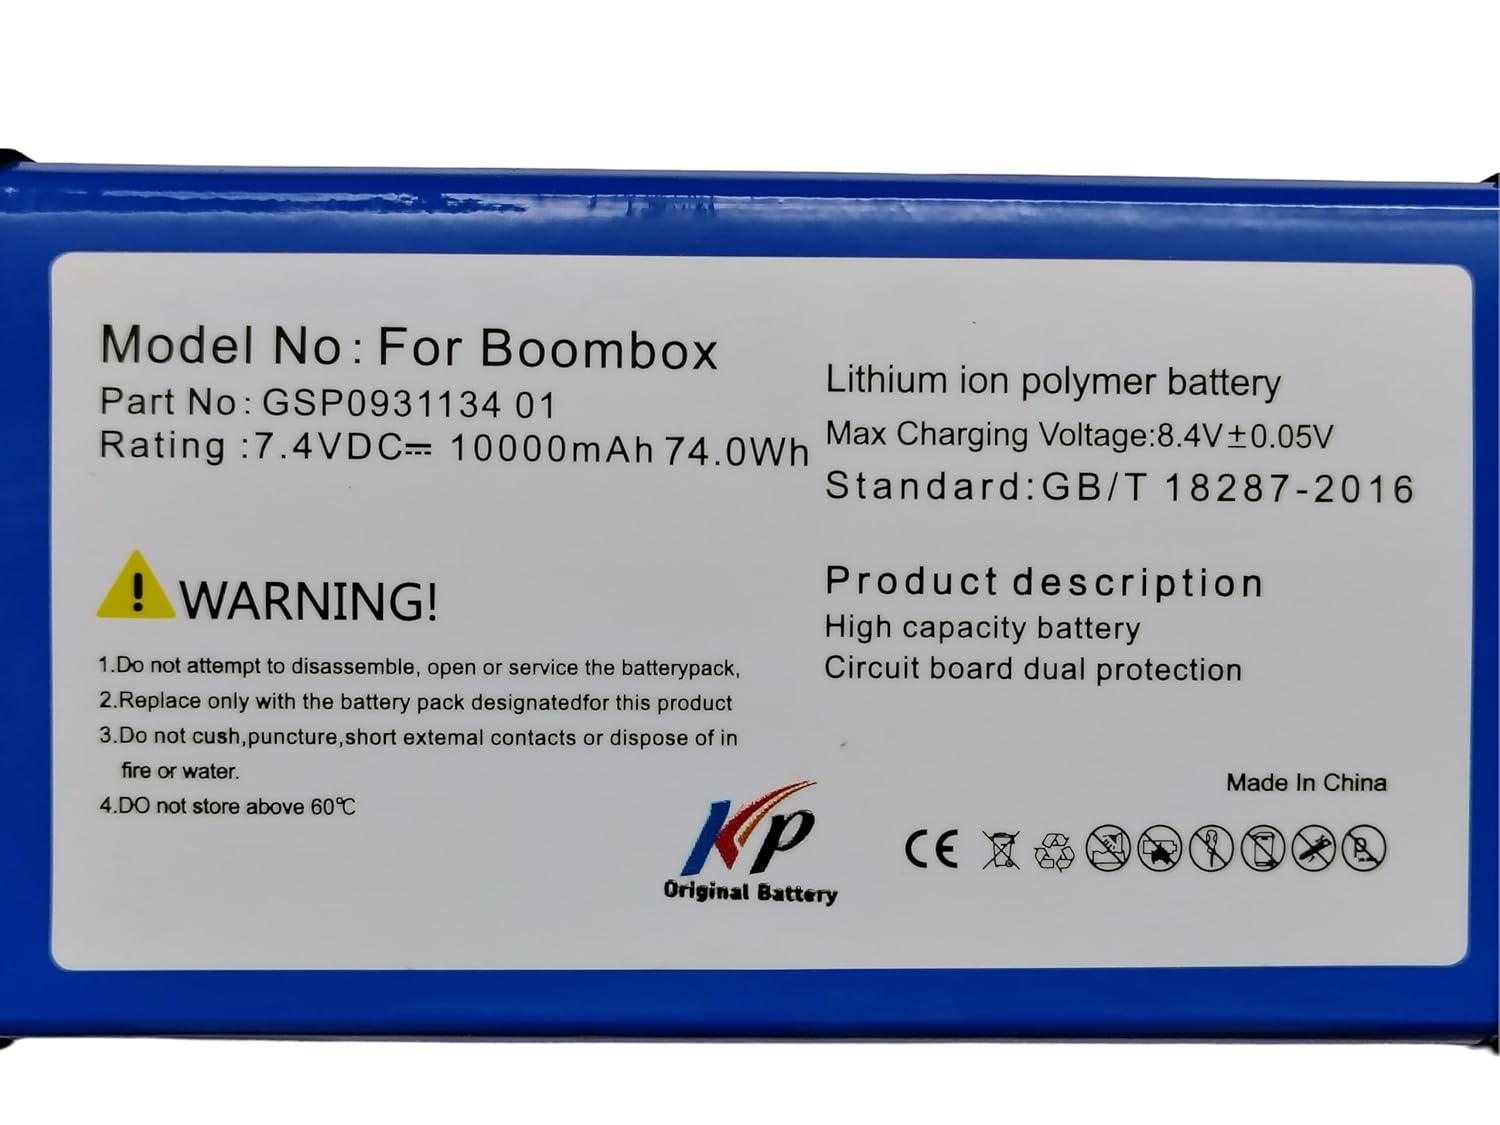 Model No: For Boombox
Part No: GSP0931134 01
Rating :7.4VDC⎓ 10000mAh 74.0Wh
Lithium ion polymer battery
Max Charging Voltage:8.4V±0.05V
Standard:GB/T 18287-2016
WARNING!
1.Do not attempt to disassemble, open or service the batterypack,
2.Replace only with the battery pack designatedfor this product
3.Do not cush,puncture,short extemal contacts or dispose of in
fire or water.
4.DO not store above 60℃
Product description
High capacity battery
Circuit board dual protection
Made In China
KP
Original Battery
CE